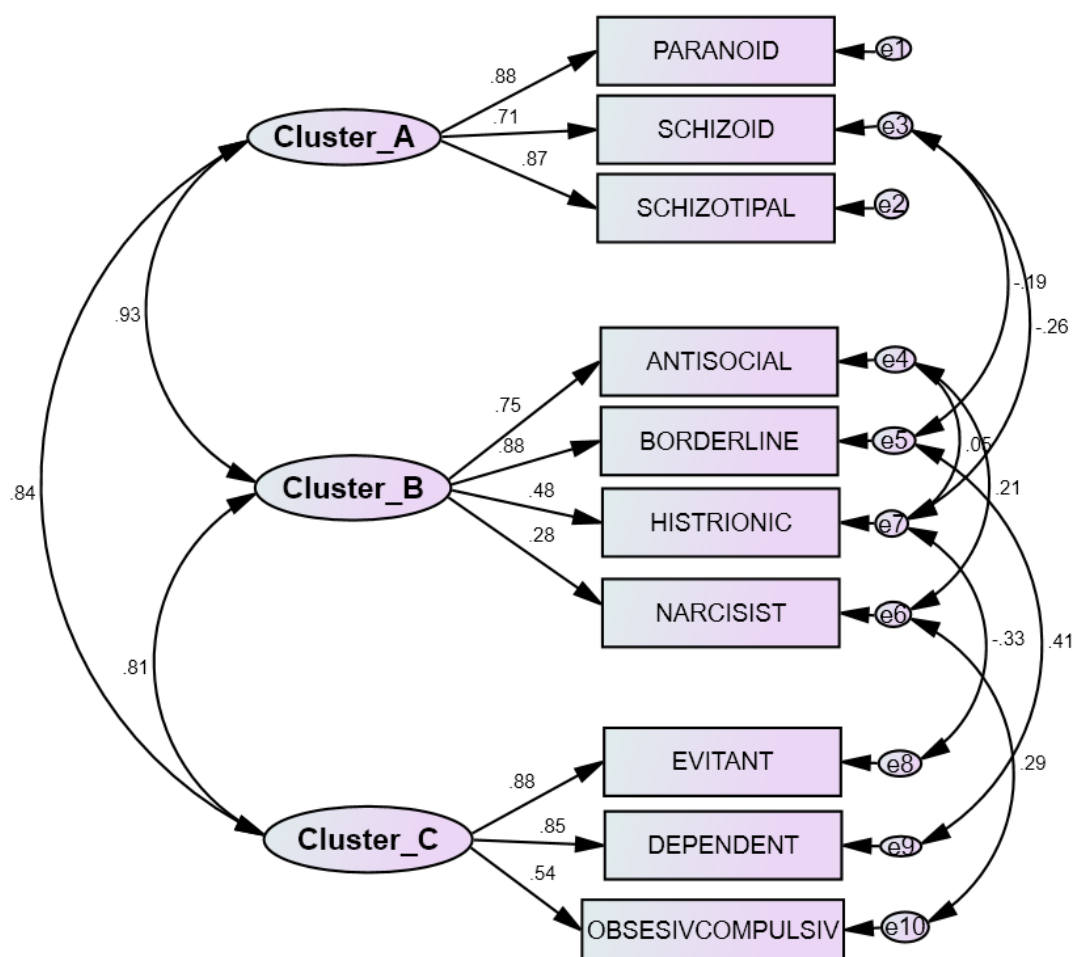 PARANOID
e1
.88
Cluster_A
.71
SCHIZOID
e3
.87
SCHIZOTIPAL
e2
-.19
.93
-.26
ANTISOCIAL
e4
.75
BORDERLINE
e5
.88
.05
Cluster_B
.48
.21
.84
HISTRIONIC
e7
.28
NARCISIST
e6
-.33
.41
.81
EVITANT
e8
.88
.29
Cluster_C
.85
DEPENDENT
e9
.54
OBSESIVCOMPULSIV
e10